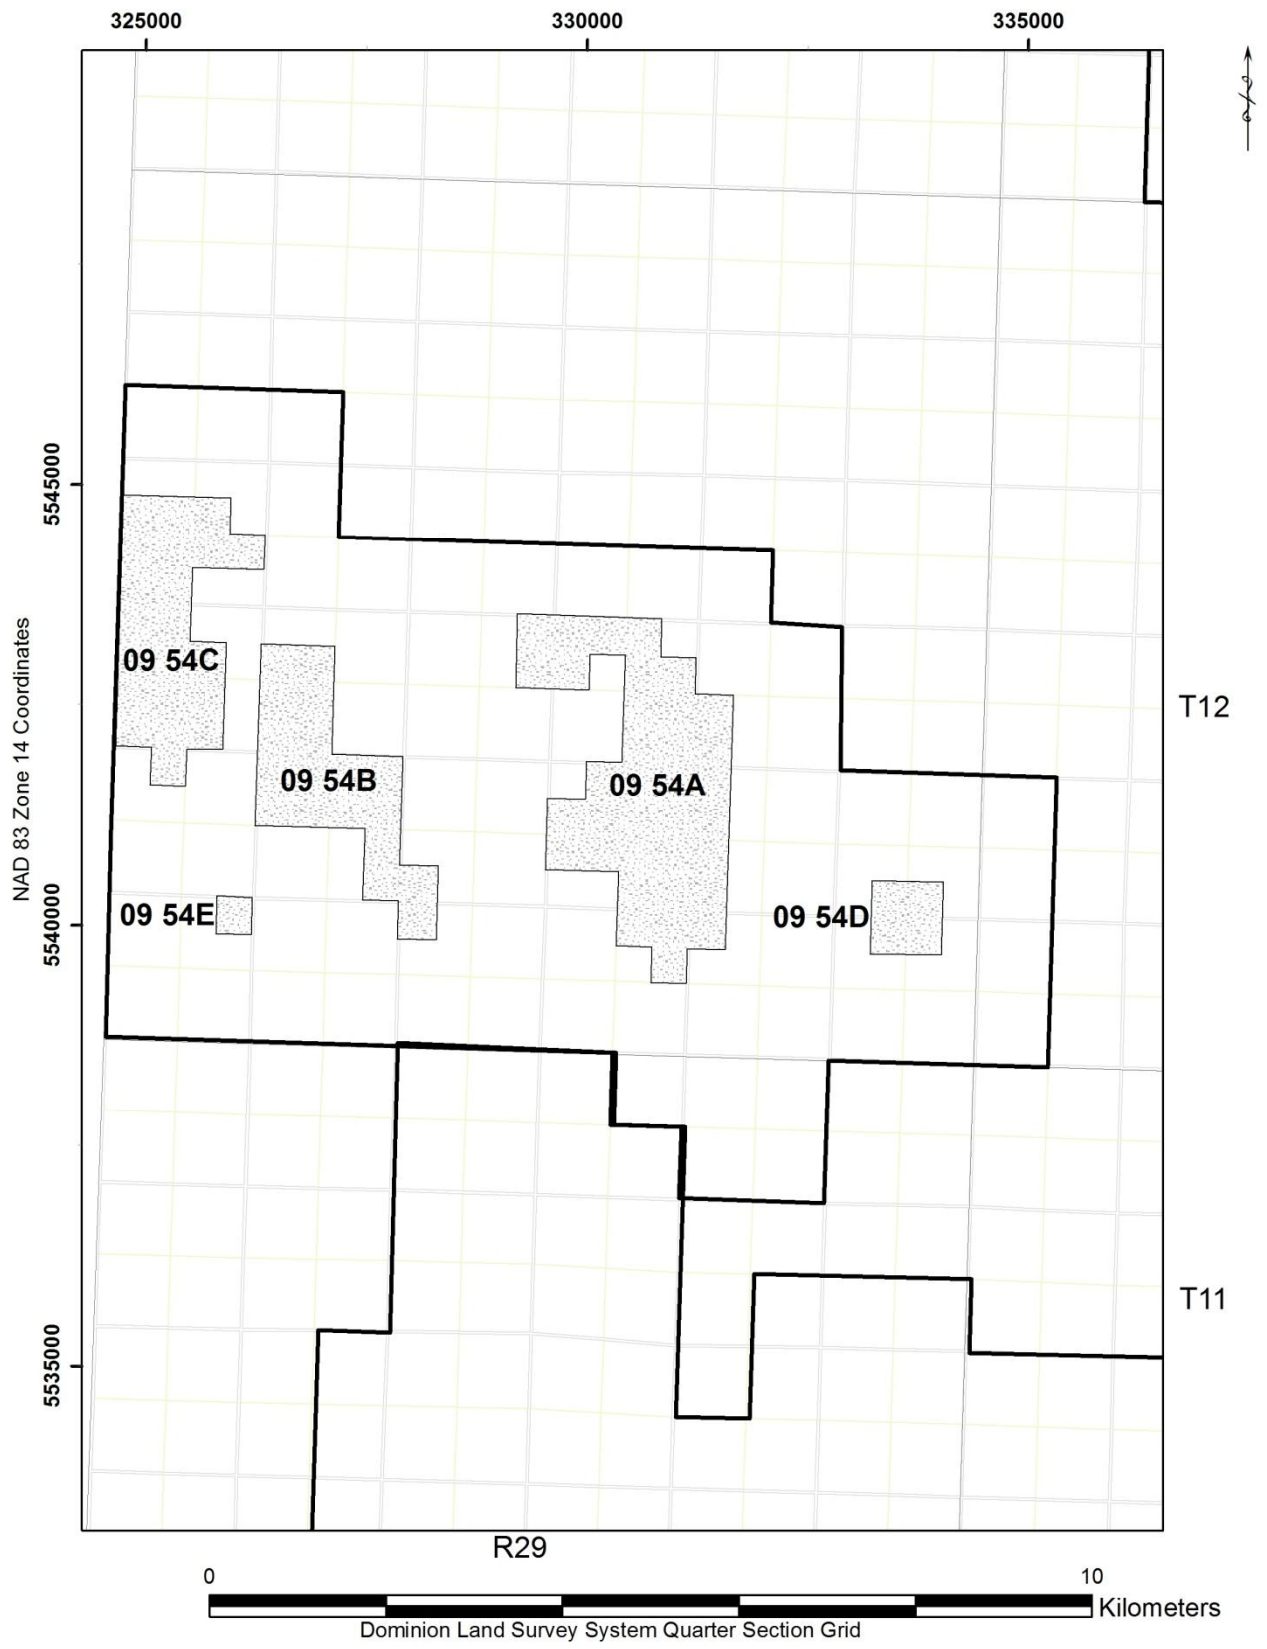 325000 330000 335000
5545000
09 54C
NAD 83 Zone 14 Coordinates
T12
09 54B
09 54A
09 54E
09 54D
5540000
T11
5535000
R29
0 10
Kilometers
Dominion Land Survey System Quarter Section Grid